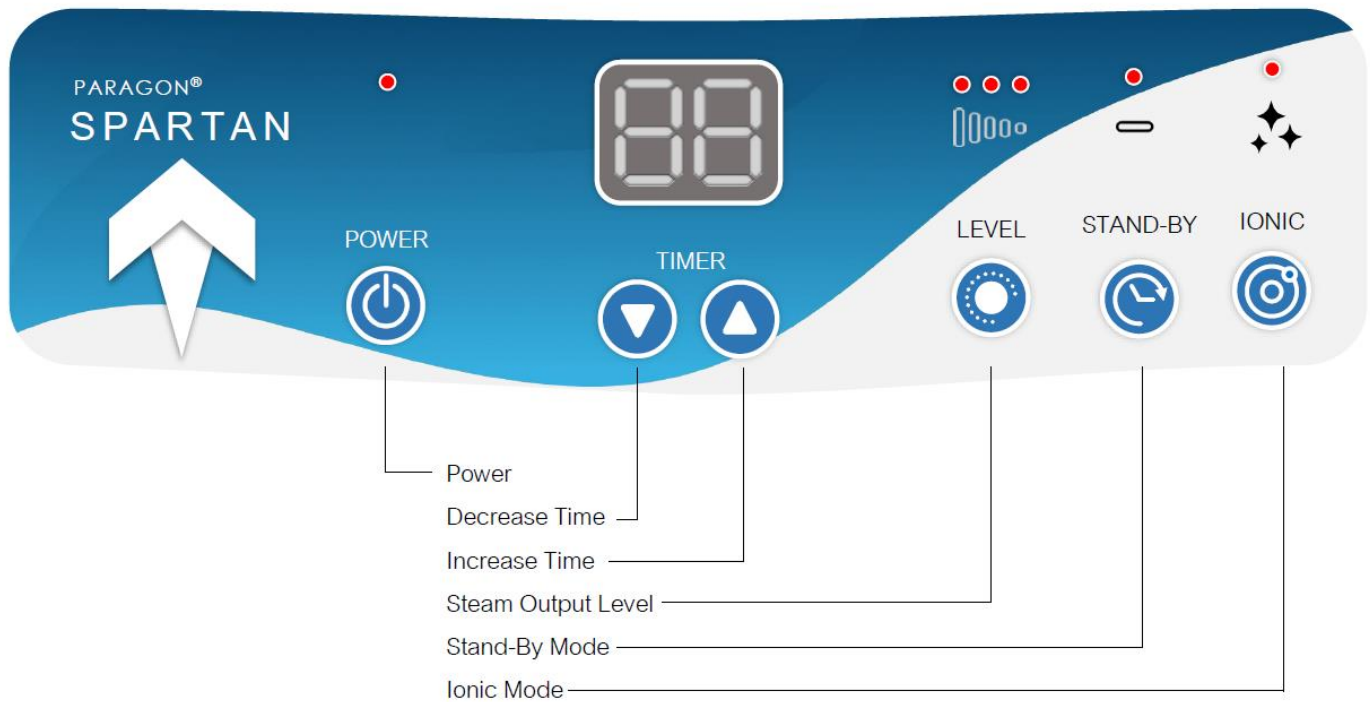 PARAGON®
SPARTAN
POWER
TIMER
LEVEL
STAND-BY
IONIC
Power
Decrease Time
Increase Time
Steam Output Level
Stand-By Mode
Ionic Mode